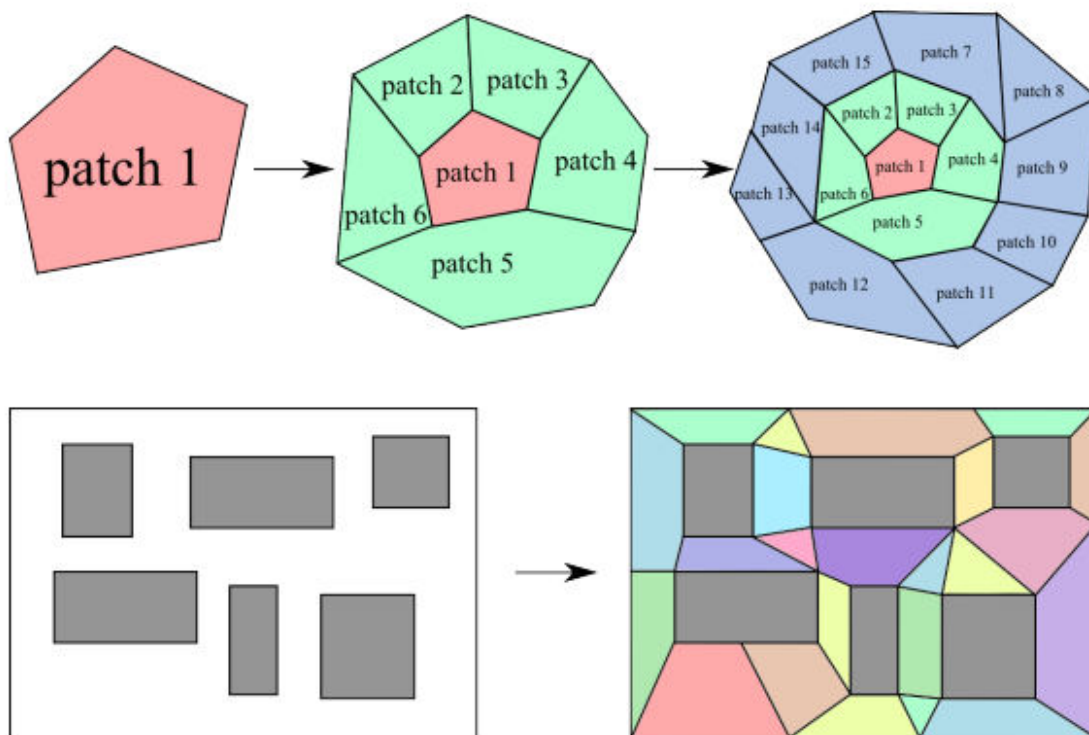 patch 1
patch 2
patch 3
patch 1
patch 4
patch 6
patch 5
patch 7
patch 15
patch 8
patch 2
patch 3
patch 14
patch 1
patch 4
patch 9
patch 13
patch 6
patch 5
patch 10
patch 12
patch 11